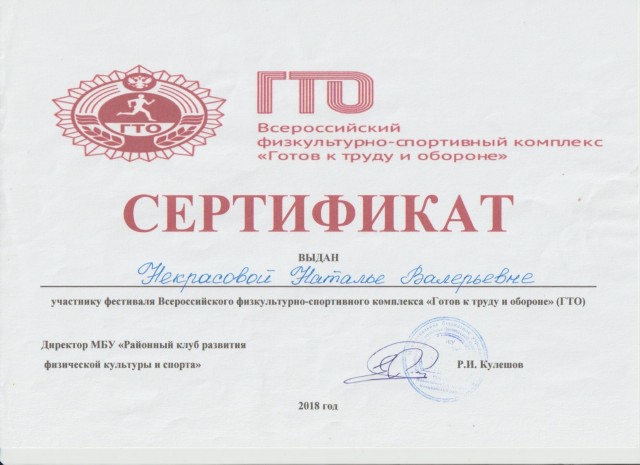 ГТО
ГТО
Всероссийский
физкультурно-спортивный комплекс
«Готов к труду и обороне»
СЕРТИФИКАТ
ВЫДАН
Некрасовой Наталье Валерьевне
участнику фестиваля Всероссийского физкультурно-спортивного комплекса «Готов к труду и обороне» (ГТО)
Директор МБУ «Районный клуб развития
физической культуры и спорта»
Р.И. Кулешов
2018 год